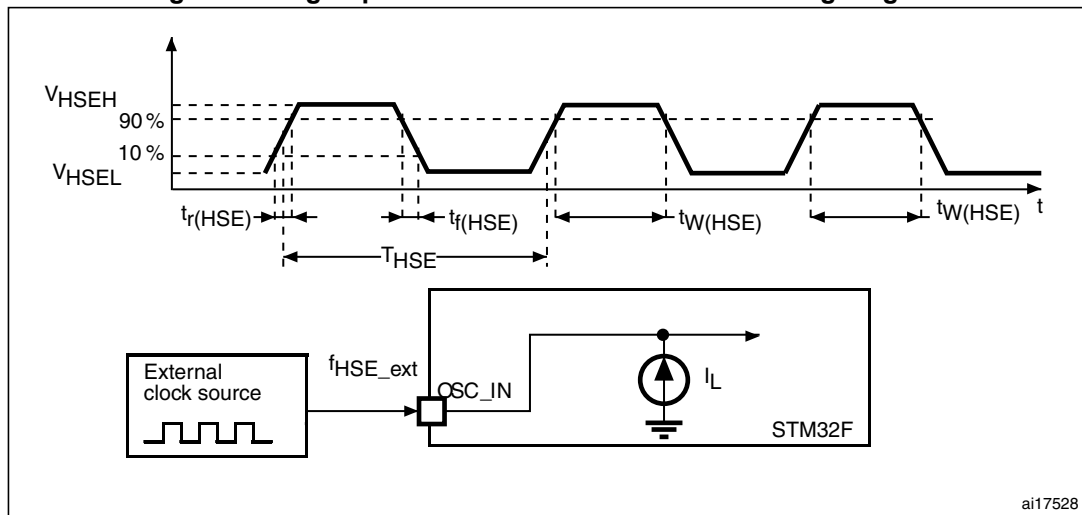 VHSEH
90 %
10 %
VHSEL
tr(HSE)
tf(HSE)
tW(HSE)
tW(HSE)
t
THSE
External
clock source
fHSE_ext
OSC_IN
IL
STM32F
ai17528